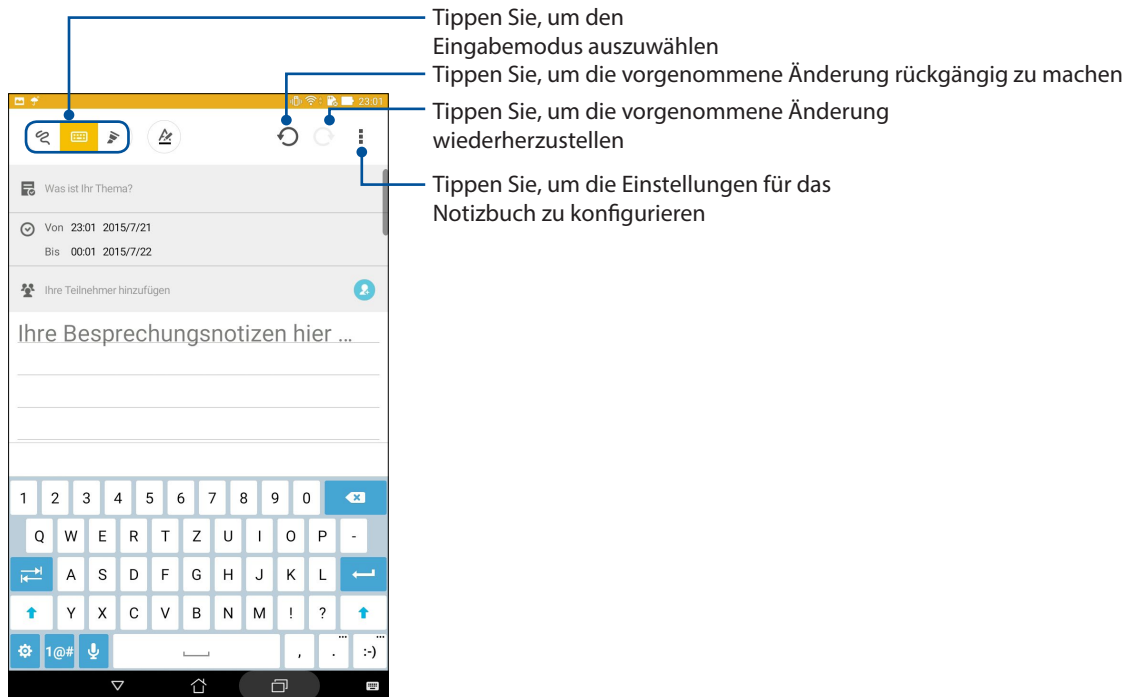 Tippen Sie, um den
Eingabemodus auszuwählen
Tippen Sie, um die vorgenommene Änderung rückgängig zu machen
Tippen Sie, um die vorgenommene Änderung
wiederherzustellen
Tippen Sie, um die Einstellungen für das
Notizbuch zu konfigurieren
23:01
Was ist Ihr Thema?
Von 23:01 2015/7/21
Bis 00:01 2015/7/22
Ihre Teilnehmer hinzufügen
Ihre Besprechungsnotizen hier ...
1 2 3 4 5 6 7 8 9 0
Q W E R T Z U I O P -
A S D F G H J K L
Y X C V B N M ! ?
1@# , . :-)